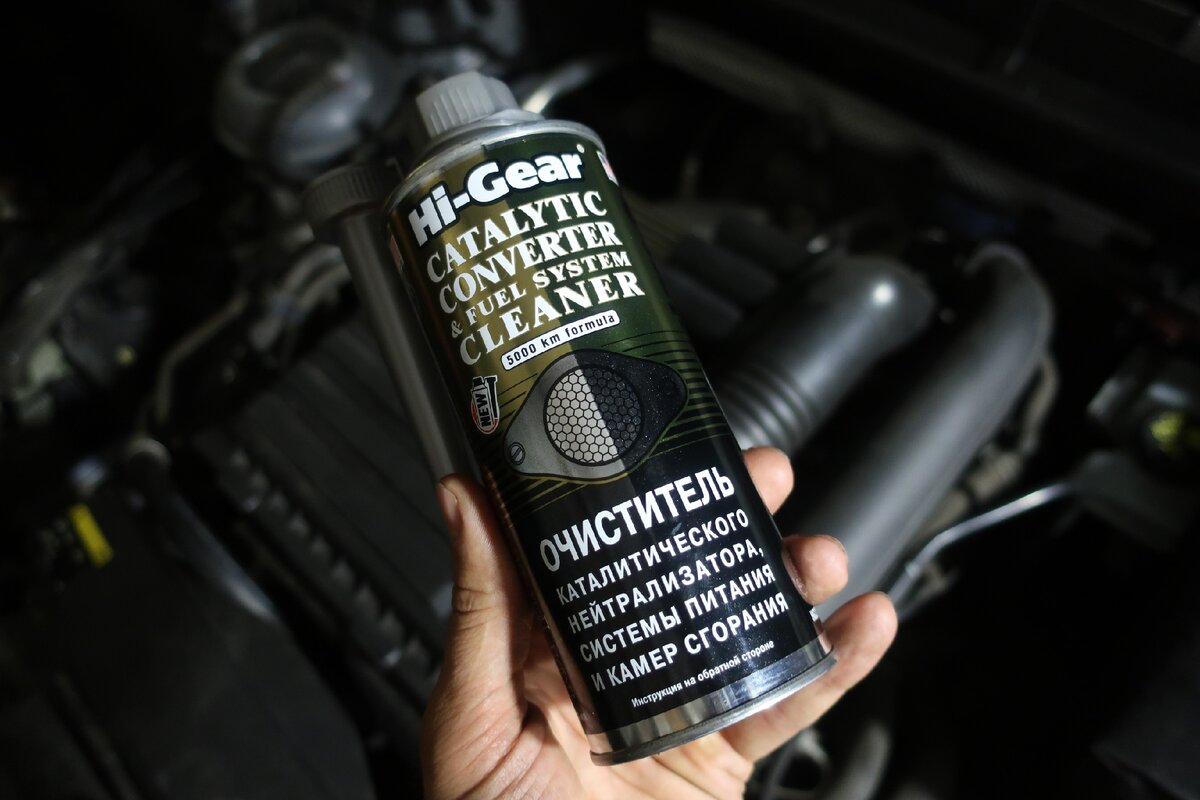 Hi-Gear
CATALYTIC
CONVERTER
& FUEL SYSTEM
CLEANER
5000 km formula
NEW!
ОЧИСТИТЕЛЬ
КАТАЛИТИЧЕСКОГО
НЕЙТРАЛИЗАТОРА,
СИСТЕМЫ ПИТАНИЯ
И КАМЕР СГОРАНИЯ
Инструкция на обратной стороне